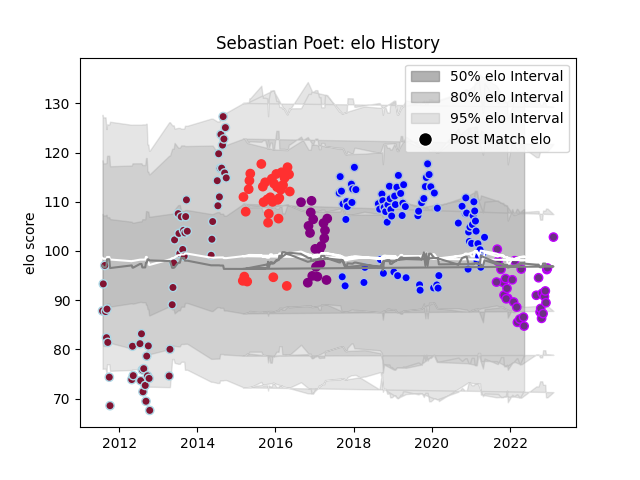 Sebastian Poet: elo History
50% elo Interval
80% elo Interval
95% elo Interval
Post Match elo
elo score
130
120
110
100
90
80
70
2012
2014
2016
2018
2020
2022